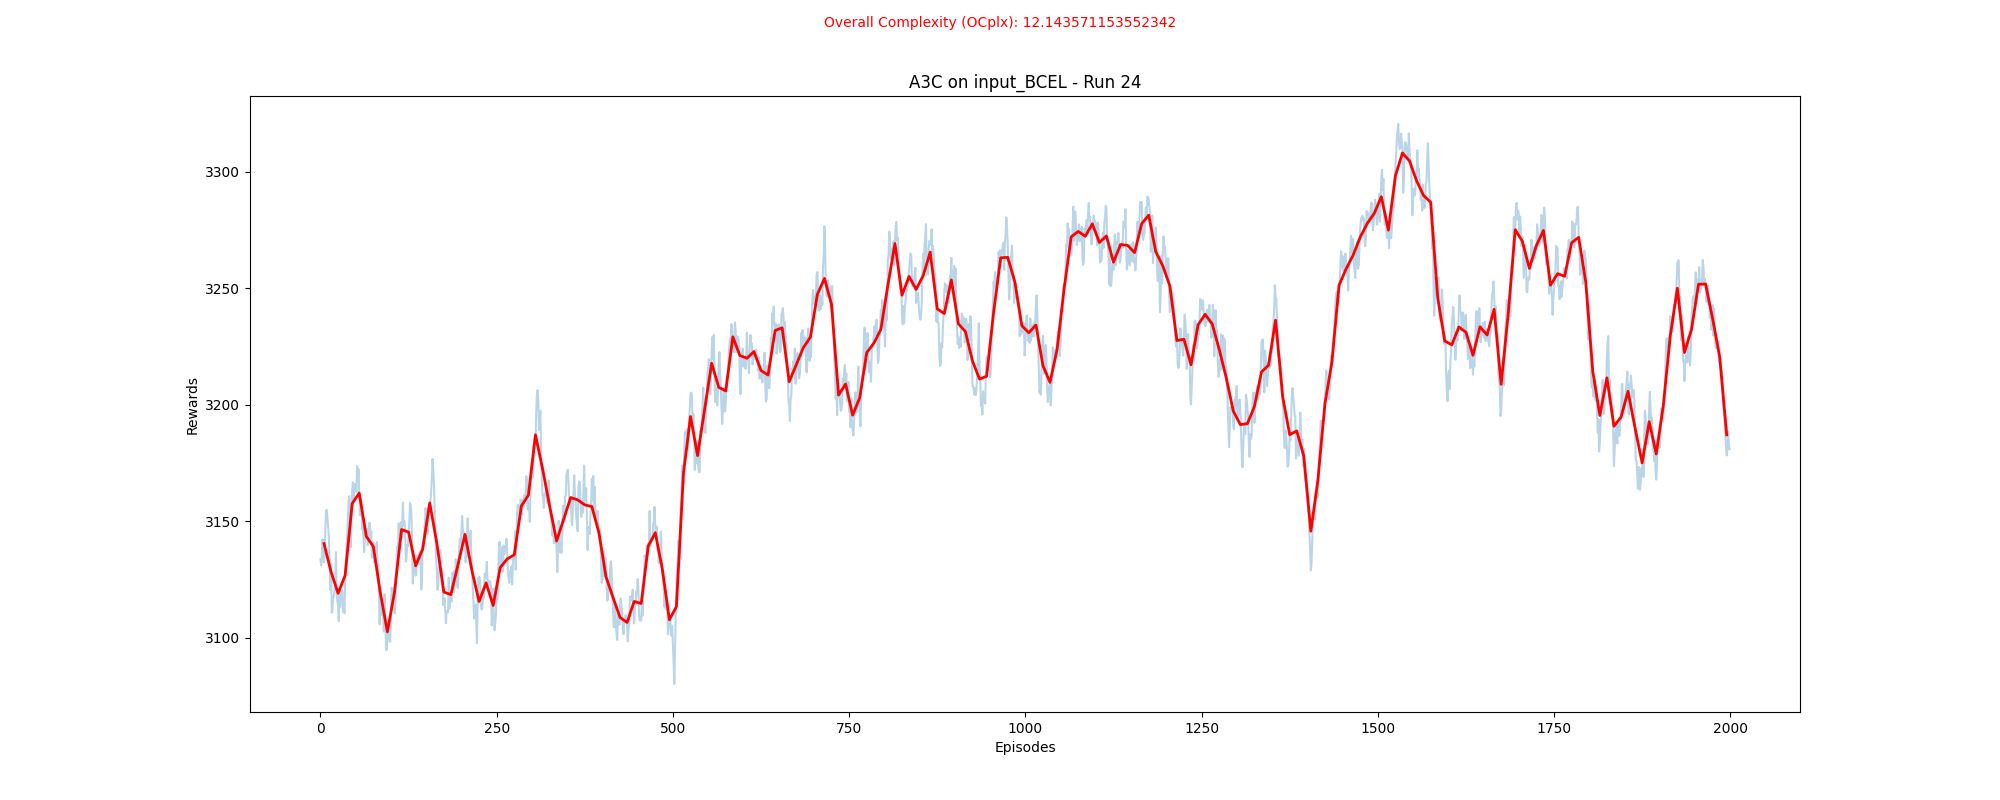 Overall Complexity (OCplx): 12.143571153552342
A3C on input_BCEL - Run 24
3300
3250
3200
3150
3100
Rewards
0 250 500 750 1000 1250 1500 1750 2000
Episodes